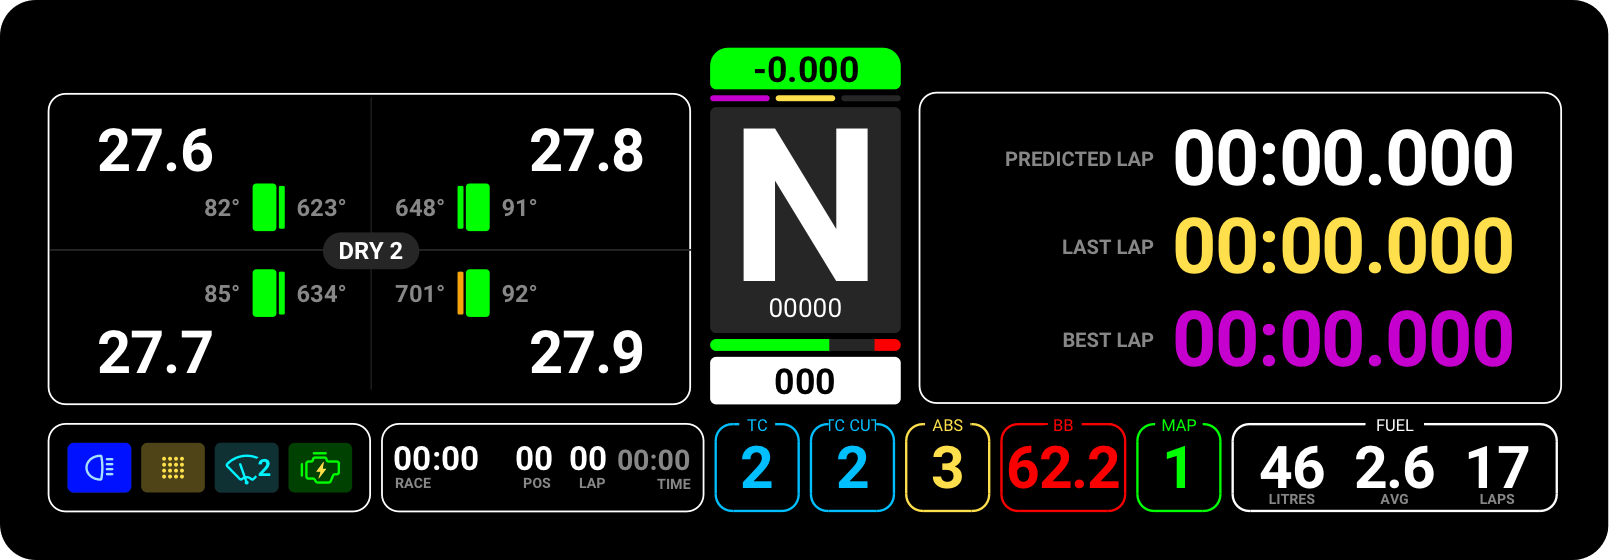 -0.000
27.6 27.8
82° 623° 648° 91°
DRY 2
85° 634° 701° 92°
27.7 27.9
N
00000
000
PREDICTED LAP 00:00.000
LAST LAP 00:00.000
BEST LAP 00:00.000
2
00:00 00 00 00:00
RACE POS LAP TIME
TC
2
TC CUT
2
ABS
3
BB
62.2
MAP
1
FUEL
46 2.6 17
LITRES AVG LAPS